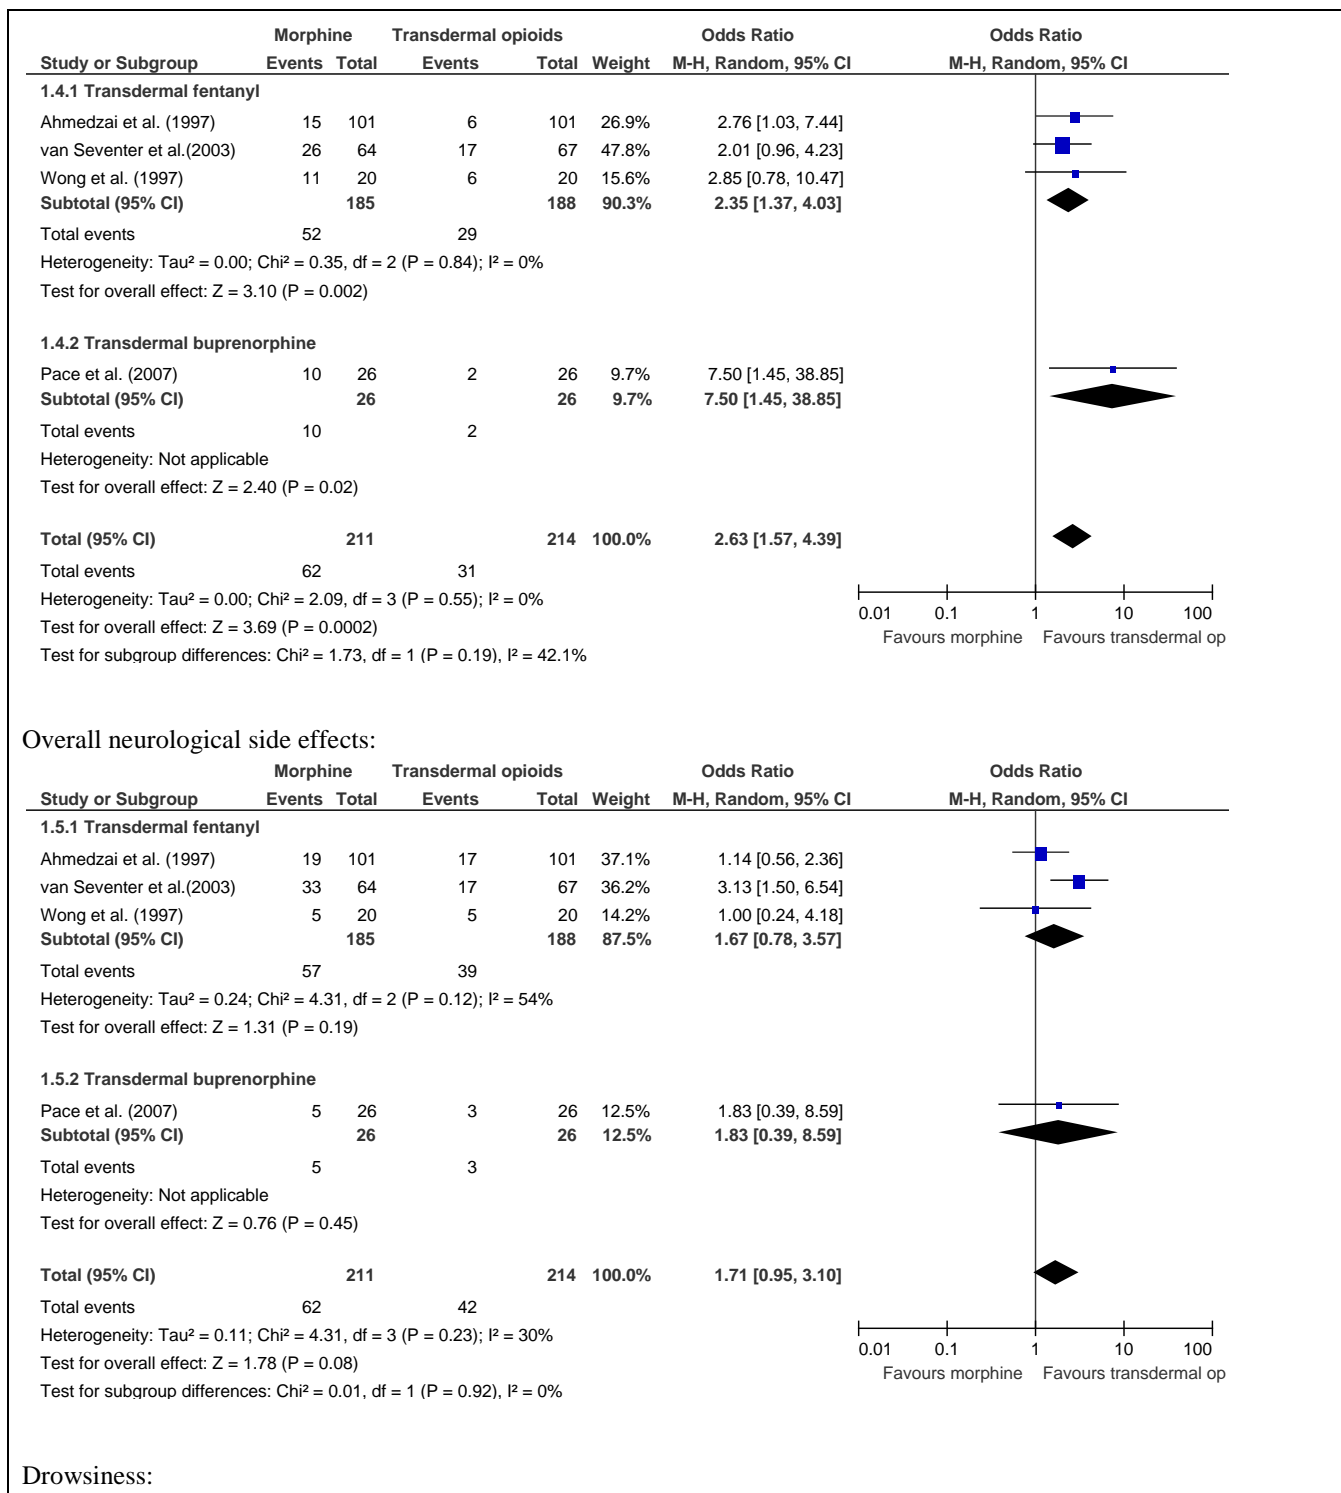 Morphine Transdermal opioids Odds Ratio Odds Ratio
Study or Subgroup Events Total Events Total Weight M-H, Random, 95% CI M-H, Random, 95% CI
1.4.1 Transdermal fentanyl
Ahmedzai et al. (1997) 15 101 6 101 26.9% 2.76 [1.03, 7.44]
van Seventer et al.(2003) 26 64 17 67 47.8% 2.01 [0.96, 4.23]
Wong et al. (1997) 11 20 6 20 15.6% 2.85 [0.78, 10.47]
Subtotal (95% CI) 185 188 90.3% 2.35 [1.37, 4.03]
Total events 52 29
Heterogeneity: Tau² = 0.00; Chi² = 0.35, df = 2 (P = 0.84); I² = 0%
Test for overall effect: Z = 3.10 (P = 0.002)
1.4.2 Transdermal buprenorphine
Pace et al. (2007) 10 26 2 26 9.7% 7.50 [1.45, 38.85]
Subtotal (95% CI) 26 26 9.7% 7.50 [1.45, 38.85]
Total events 10 2
Heterogeneity: Not applicable
Test for overall effect: Z = 2.40 (P = 0.02)
Total (95% CI) 211 214 100.0% 2.63 [1.57, 4.39]
Total events 62 31
Heterogeneity: Tau² = 0.00; Chi² = 2.09, df = 3 (P = 0.55); I² = 0%
Test for overall effect: Z = 3.69 (P = 0.0002)
Test for subgroup differences: Chi² = 1.73, df = 1 (P = 0.19), I² = 42.1%
0.01 0.1 1 10 100
Favours morphine Favours transdermal op
Overall neurological side effects:
Morphine Transdermal opioids Odds Ratio Odds Ratio
Study or Subgroup Events Total Events Total Weight M-H, Random, 95% CI M-H, Random, 95% CI
1.5.1 Transdermal fentanyl
Ahmedzai et al. (1997) 19 101 17 101 37.1% 1.14 [0.56, 2.36]
van Seventer et al.(2003) 33 64 17 67 36.2% 3.13 [1.50, 6.54]
Wong et al. (1997) 5 20 5 20 14.2% 1.00 [0.24, 4.18]
Subtotal (95% CI) 185 188 87.5% 1.67 [0.78, 3.57]
Total events 57 39
Heterogeneity: Tau² = 0.24; Chi² = 4.31, df = 2 (P = 0.12); I² = 54%
Test for overall effect: Z = 1.31 (P = 0.19)
1.5.2 Transdermal buprenorphine
Pace et al. (2007) 5 26 3 26 12.5% 1.83 [0.39, 8.59]
Subtotal (95% CI) 26 26 12.5% 1.83 [0.39, 8.59]
Total events 5 3
Heterogeneity: Not applicable
Test for overall effect: Z = 0.76 (P = 0.45)
Total (95% CI) 211 214 100.0% 1.71 [0.95, 3.10]
Total events 62 42
Heterogeneity: Tau² = 0.11; Chi² = 4.31, df = 3 (P = 0.23); I² = 30%
Test for overall effect: Z = 1.78 (P = 0.08)
Test for subgroup differences: Chi² = 0.01, df = 1 (P = 0.92), I² = 0%
0.01 0.1 1 10 100
Favours morphine Favours transdermal op
Drowsiness: